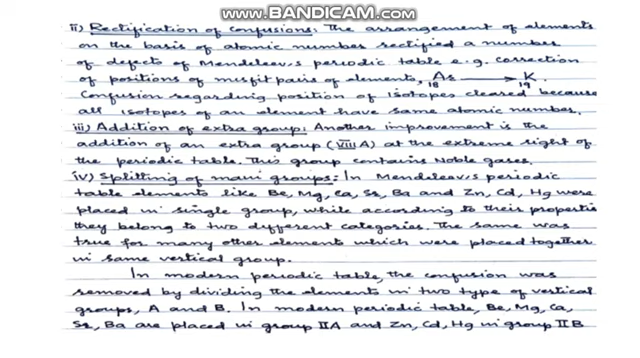 WWW.BANDICAM.COM
ii) Rectification of confusions: The arrangement of elements
on the basis of atomic number rectified a number
of defects of Mendeleev,s periodic table e.g. correction
of positions of misfit pairs of elements, 18As → 19K.
Confusion regarding position of isotopes cleared because
all isotopes of an element have same atomic number.
iii) Addition of extra group: Another improvement is the
addition of an extra group (VIIIA) at the extreme right of
the periodic table. This group contains Noble gases.
iv) Splitting of main groups: In Mendeleev,s periodic
table elements like Be, Mg, Ca, Sr, Ba and Zn, Cd, Hg were
placed in single group, while according to their propertie
they belong to two different categories. The same was
true for many other elements which were placed together
in same vertical group.
In modern periodic table, the confusion was
removed by dividing the elements in two type of vertical
groups, A and B. In modern periodic table, Be, Mg, Ca,
Sr, Ba are placed in group IIA and Zn, Cd, Hg in group IIB